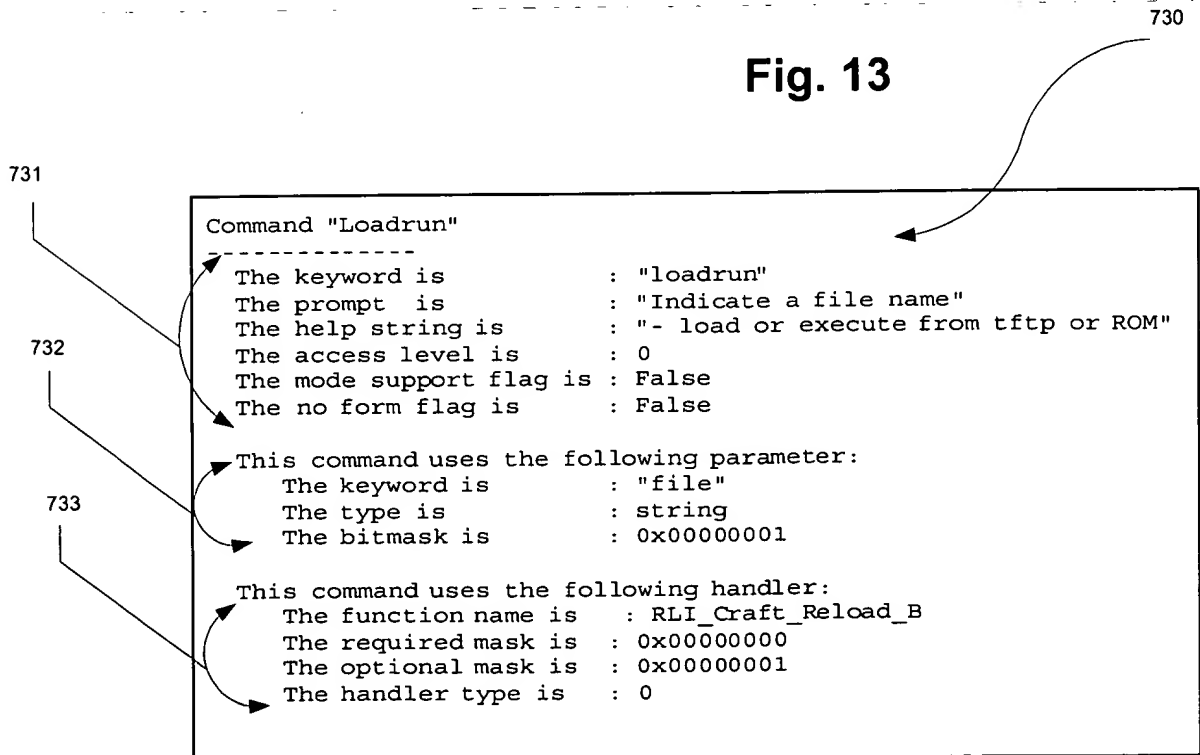 730
Fig. 13
731
Command "Loadrun"
--------------
The keyword is : "loadrun"
The prompt is : "Indicate a file name"
The help string is : "- load or execute from tftp or ROM"
732
The access level is : 0
The mode support flag is : False
The no form flag is : False
This command uses the following parameter:
The keyword is : "file"
733
The type is : string
The bitmask is : 0x00000001
This command uses the following handler:
The function name is : RLI_Craft_Reload_B
The required mask is : 0x00000000
The optional mask is : 0x00000001
The handler type is : 0